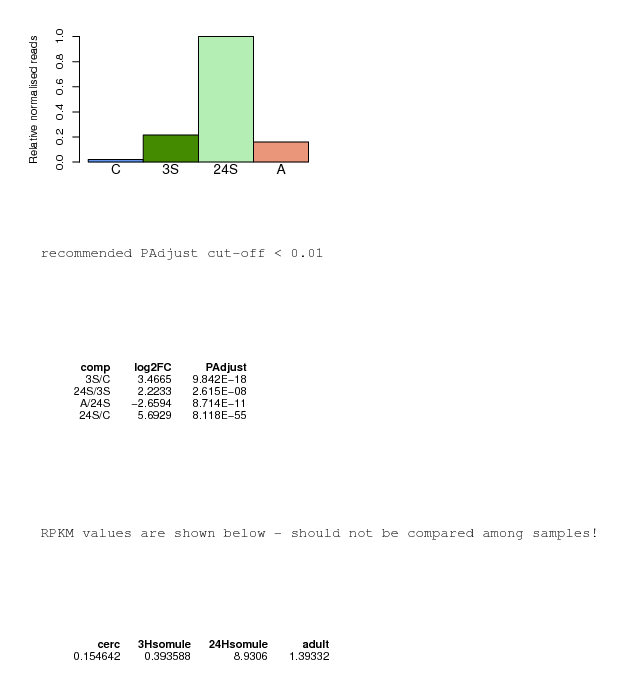 Relative normalised reads
1.0
0.8
0.6
0.4
0.2
0.0
C 3S 24S A
recommended PAdjust cut-off < 0.01
comp log2FC PAdjust
3S/C 3.4665 9.842E-18
24S/3S 2.2233 2.615E-08
A/24S -2.6594 8.714E-11
24S/C 5.6929 8.118E-55
RPKM values are shown below - should not be compared among samples!
cerc 3Hsomule 24Hsomule adult
0.154642 0.393588 8.9306 1.39332